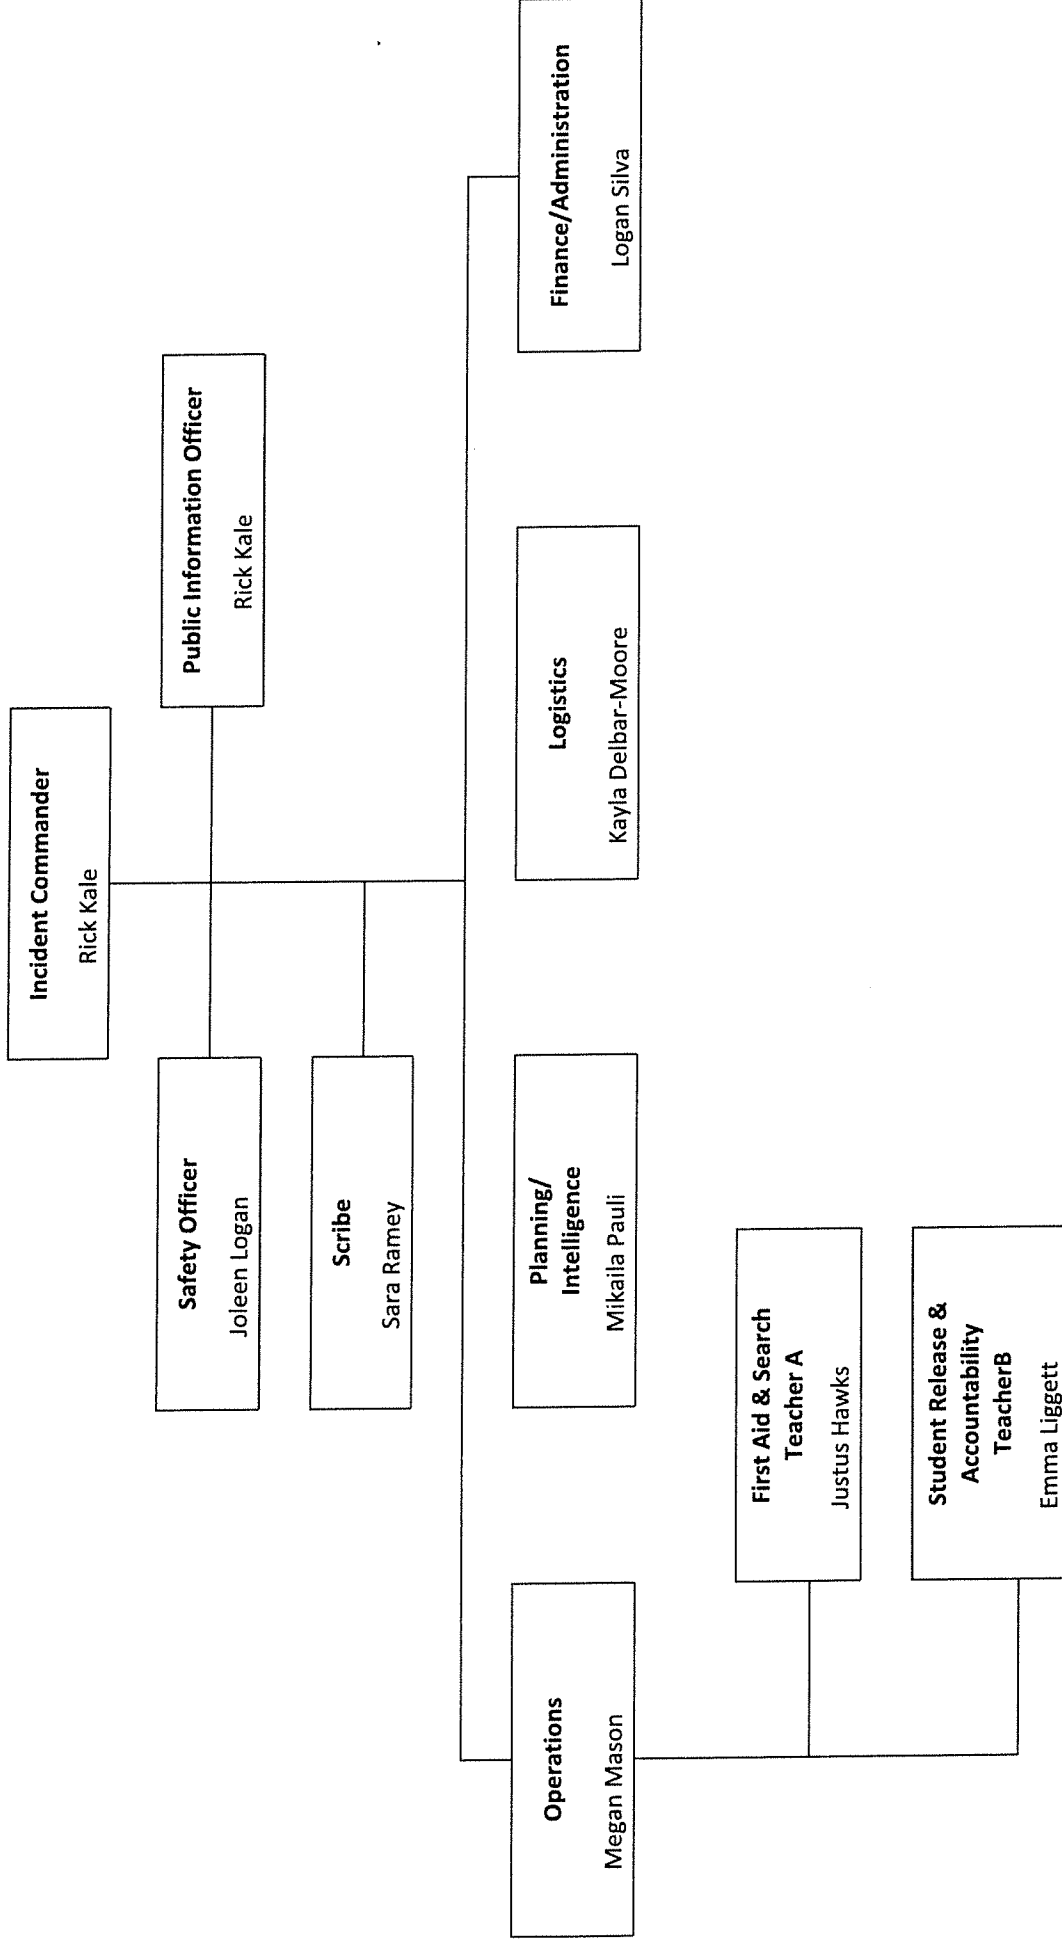 Incident Commander
Rick Kale
Safety Officer
Joleen Logan
Public Information Officer
Rick Kale
Scribe
Sara Ramey
Operations
Megan Mason
Planning/
Intelligence
Mikaila Pauli
Logistics
Kayla Delbar-Moore
Finance/Administration
Logan Silva
First Aid & Search
Teacher A
Justus Hawks
Student Release &
Accountability
TeacherB
Emma Liggett